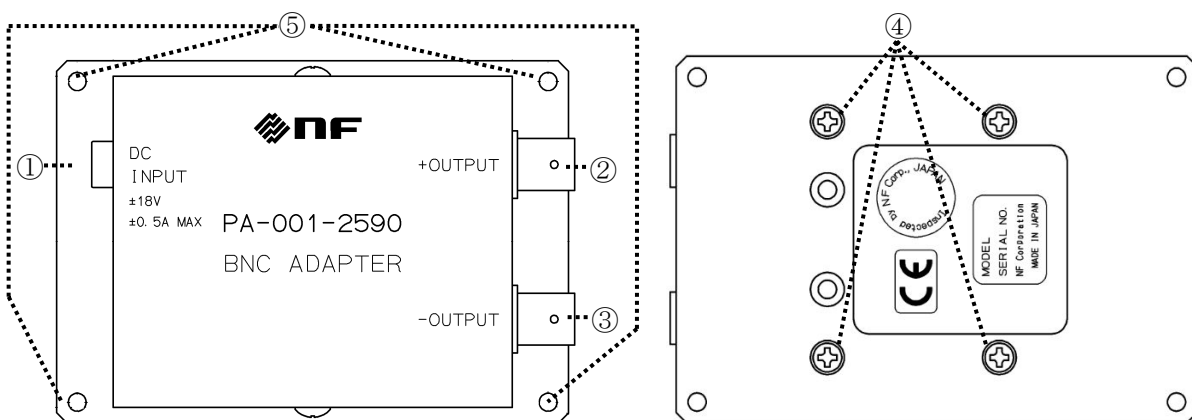 ⑤
nf
①
DC
INPUT
±18V
±0.5A MAX
+OUTPUT
②
PA-001-2590
BNC ADAPTER
-OUTPUT
③
④
Inspected by NF Corp., JAPAN
CE
MODEL
SERIAL NO.
NF Corporation
MADE IN JAPAN